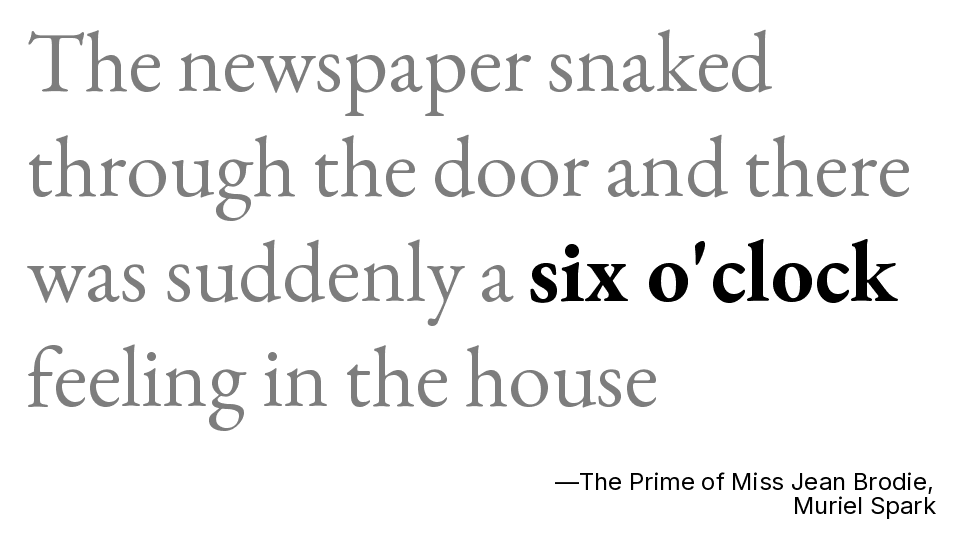 The newspaper snaked
through the door and there
was suddenly a six o'clock
feeling in the house
—The Prime of Miss Jean Brodie,
Muriel Spark